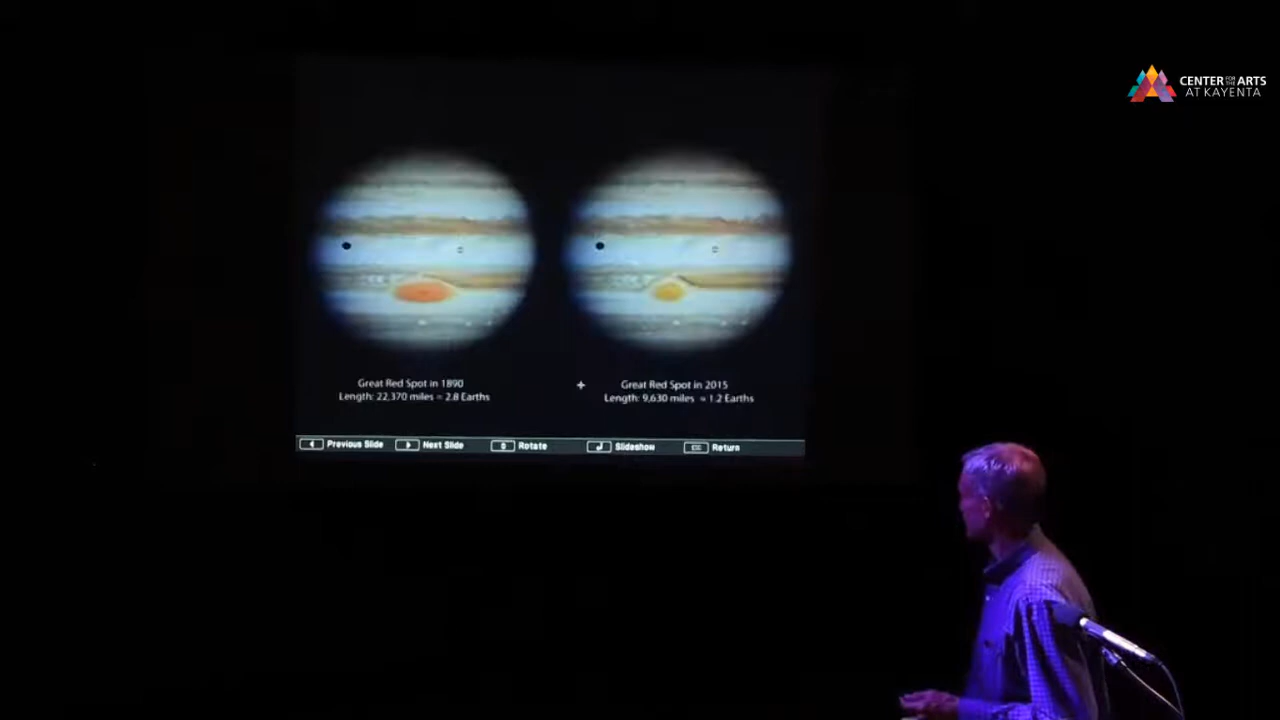 CENTER FOR THE ARTS
AT KAYENTA
Great Red Spot in 1890
Length: 22,370 miles = 2.8 Earths
Great Red Spot in 2015
Length: 9,630 miles ≈ 1.2 Earths
Previous Slide Next Slide Rotate Slideshow ESC Return